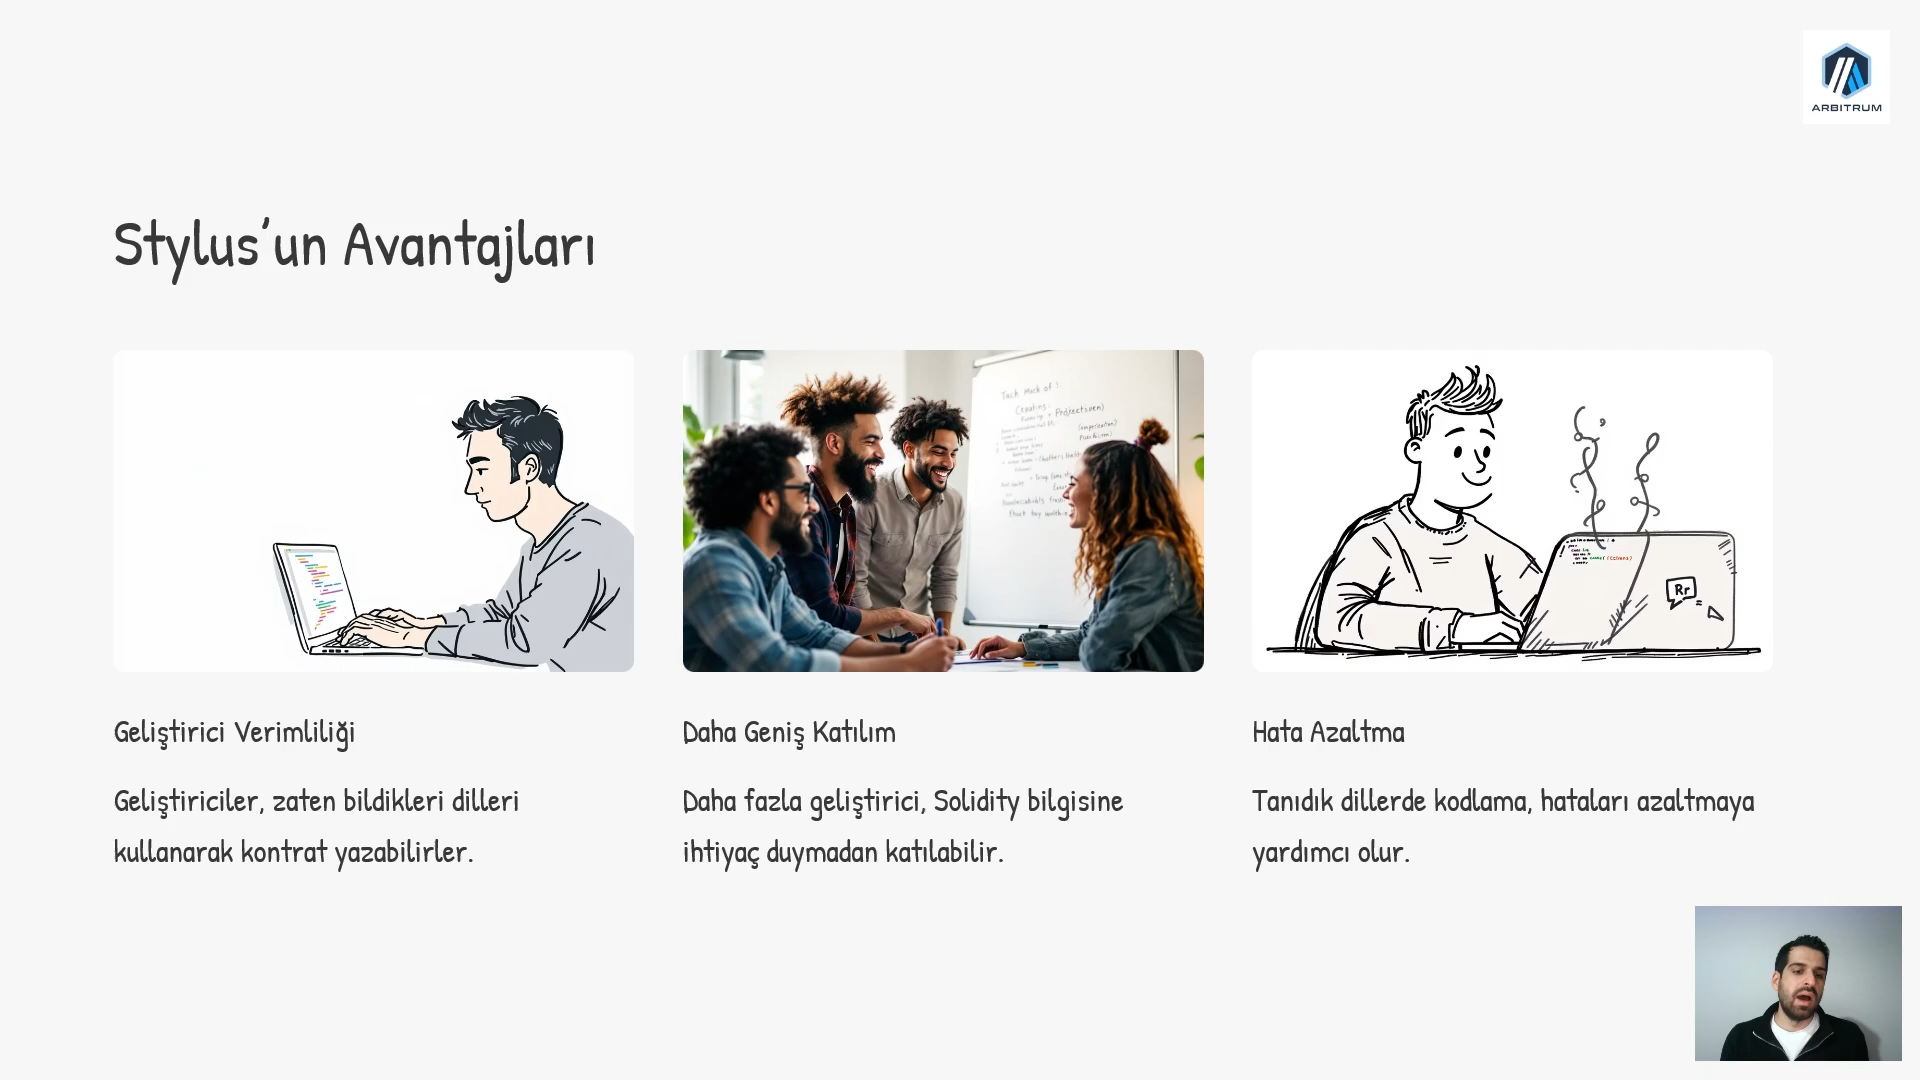 ARBITRUM
Stylus'un Avantajları
Geliştirici Verimliliği
Geliştiriciler, zaten bildikleri dilleri
kullanarak kontrat yazabilirler.
Daha Geniş Katılım
Daha fazla geliştirici, Solidity bilgisine
ihtiyaç duymadan katılabilir.
Rr
Hata Azaltma
Tanıdık dillerde kodlama, hataları azaltmaya
yardımcı olur.